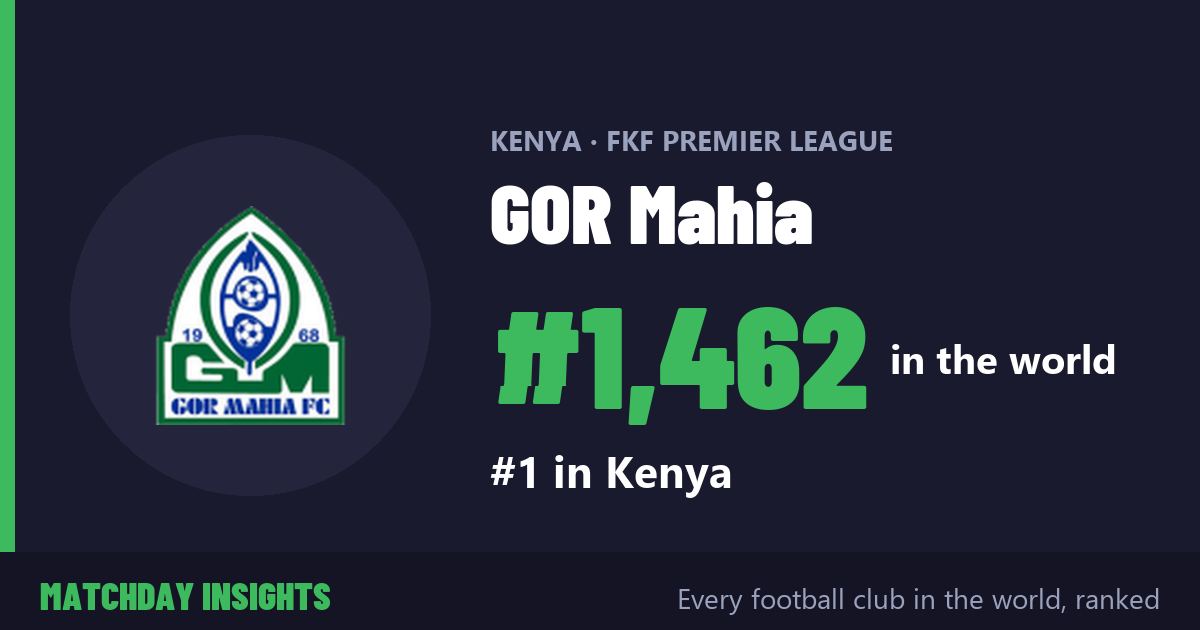 KENYA · FKF PREMIER LEAGUE
GOR Mahia
#1,462 in the world
#1 in Kenya
19 68
GM
GOR MAHIA FC
MATCHDAY INSIGHTS
Every football club in the world, ranked